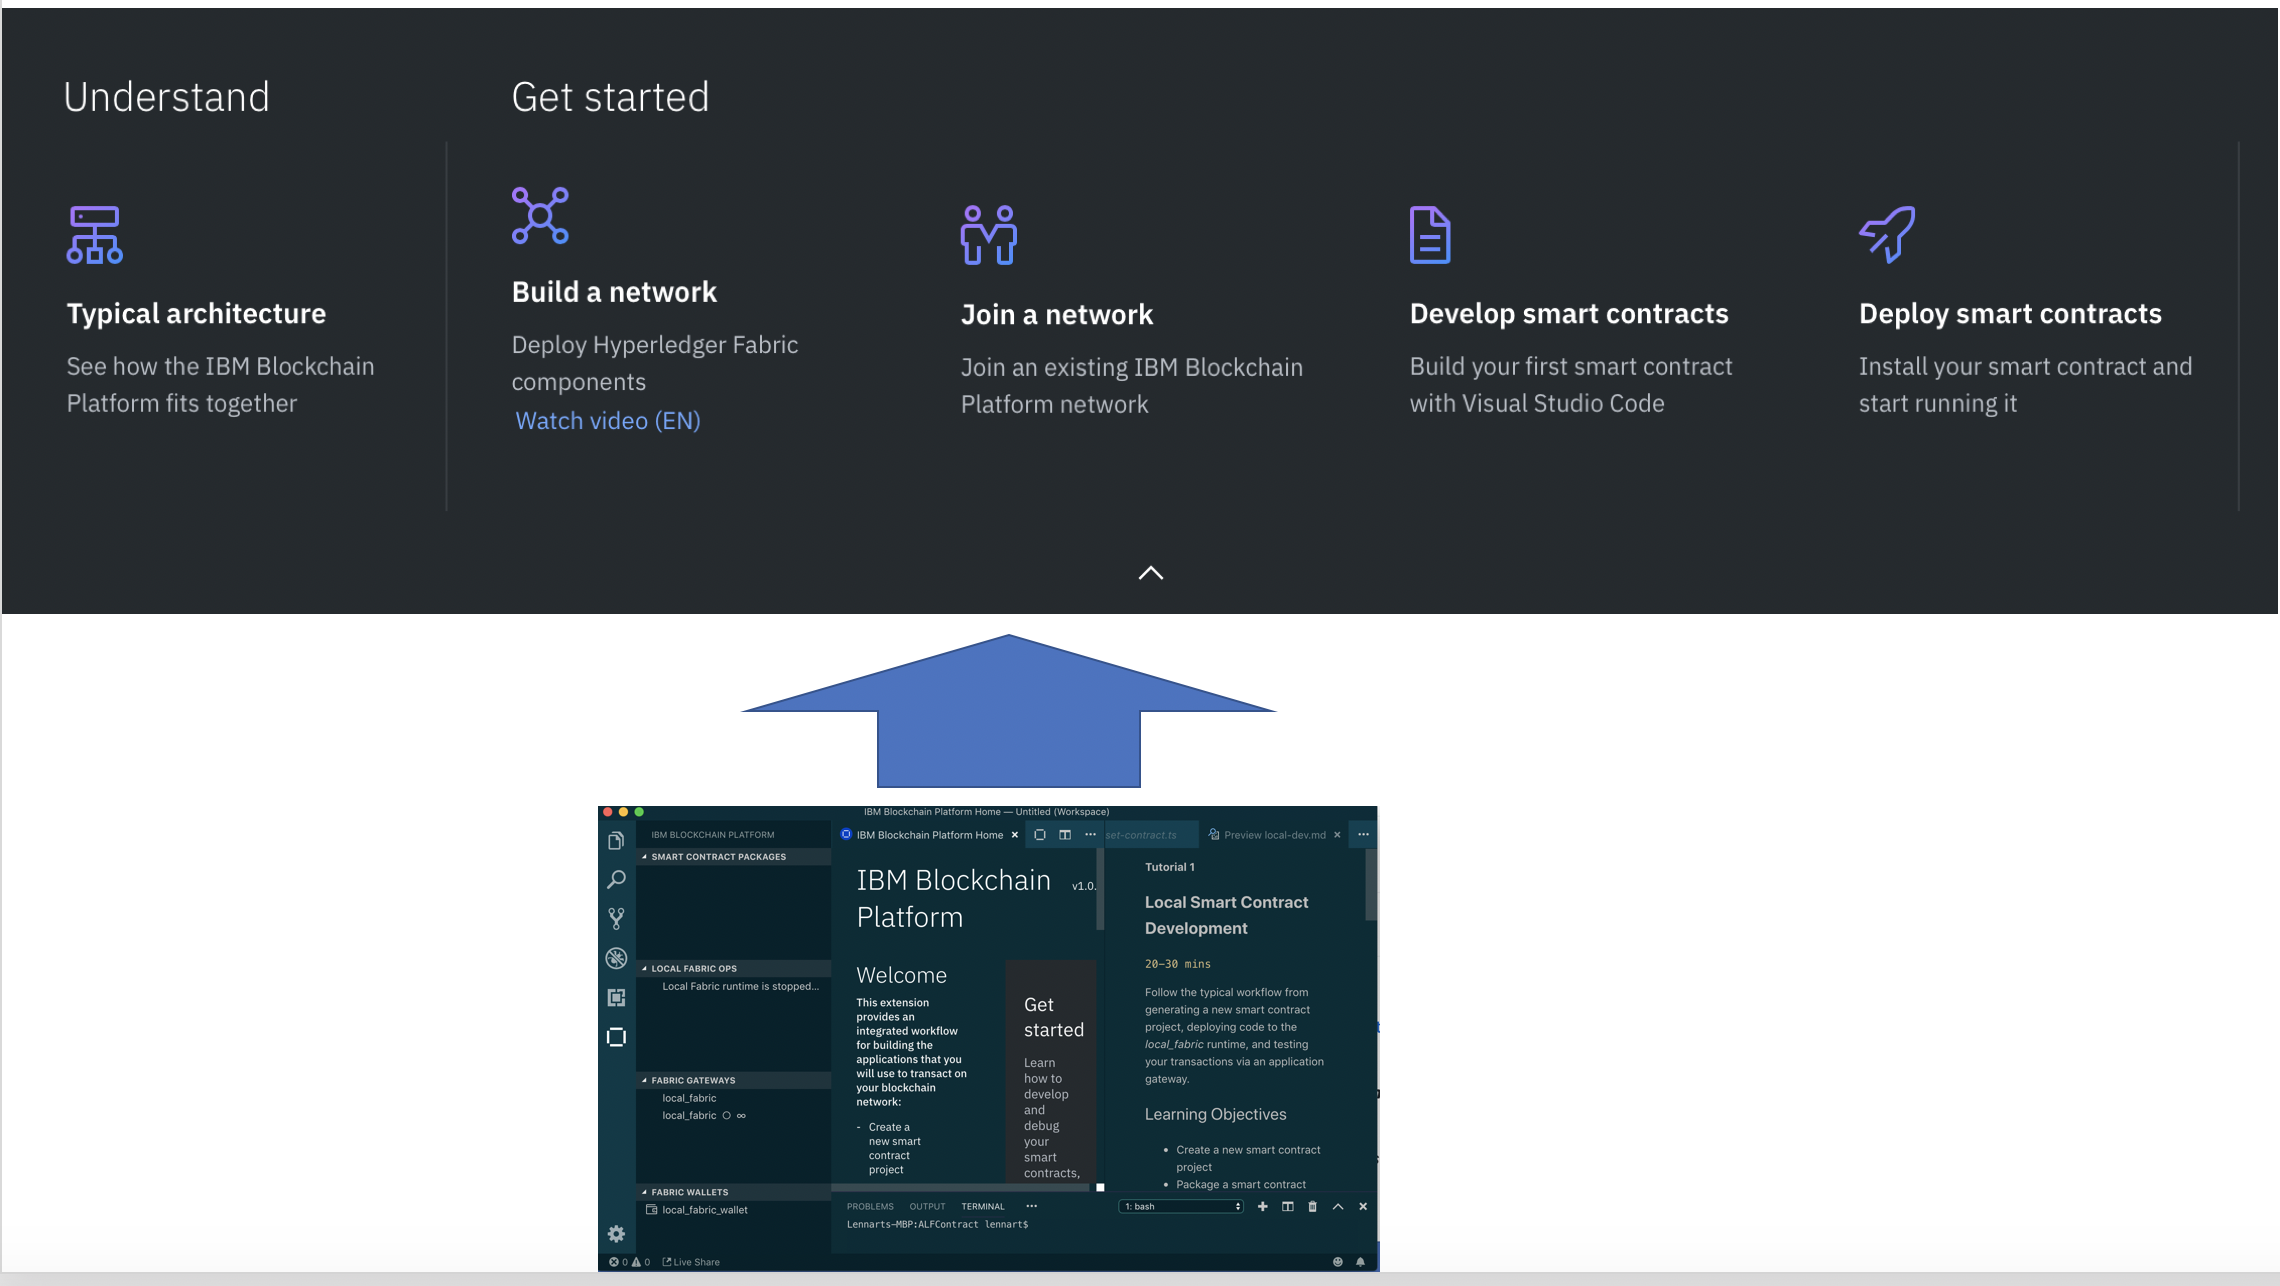 Understand
Get started
Typical architecture
See how the IBM Blockchain
Platform fits together
Build a network
Deploy Hyperledger Fabric
components
Watch video (EN)
Join a network
Join an existing IBM Blockchain
Platform network
Develop smart contracts
Build your first smart contract
with Visual Studio Code
Deploy smart contracts
Install your smart contract and
start running it
IBM Blockchain Platform Home — Untitled (Workspace)
IBM BLOCKCHAIN PLATFORM
SMART CONTRACT PACKAGES
LOCAL FABRIC OPS
Local Fabric runtime is stopped...
FABRIC GATEWAYS
local_fabric
local_fabric ○ ∞
FABRIC WALLETS
local_fabric_wallet
IBM Blockchain Platform Home
set-contract.ts
Preview local-dev.md
IBM Blockchain
Platform
v1.0.
Welcome
This extension
provides an
integrated workflow
for building the
applications that you
will use to transact on
your blockchain
network:
- Create a
new smart
contract
project
Get
started
Learn
how to
develop
and
debug
your
smart
contracts,
Tutorial 1
Local Smart Contract
Development
20-30 mins
Follow the typical workflow from
generating a new smart contract
project, deploying code to the
local_fabric runtime, and testing
your transactions via an application
gateway.
Learning Objectives
• Create a new smart contract
project
• Package a smart contract
PROBLEMS OUTPUT TERMINAL ...
1: bash
Lennarts-MBP:ALFContract lennart$
0 0 Live Share